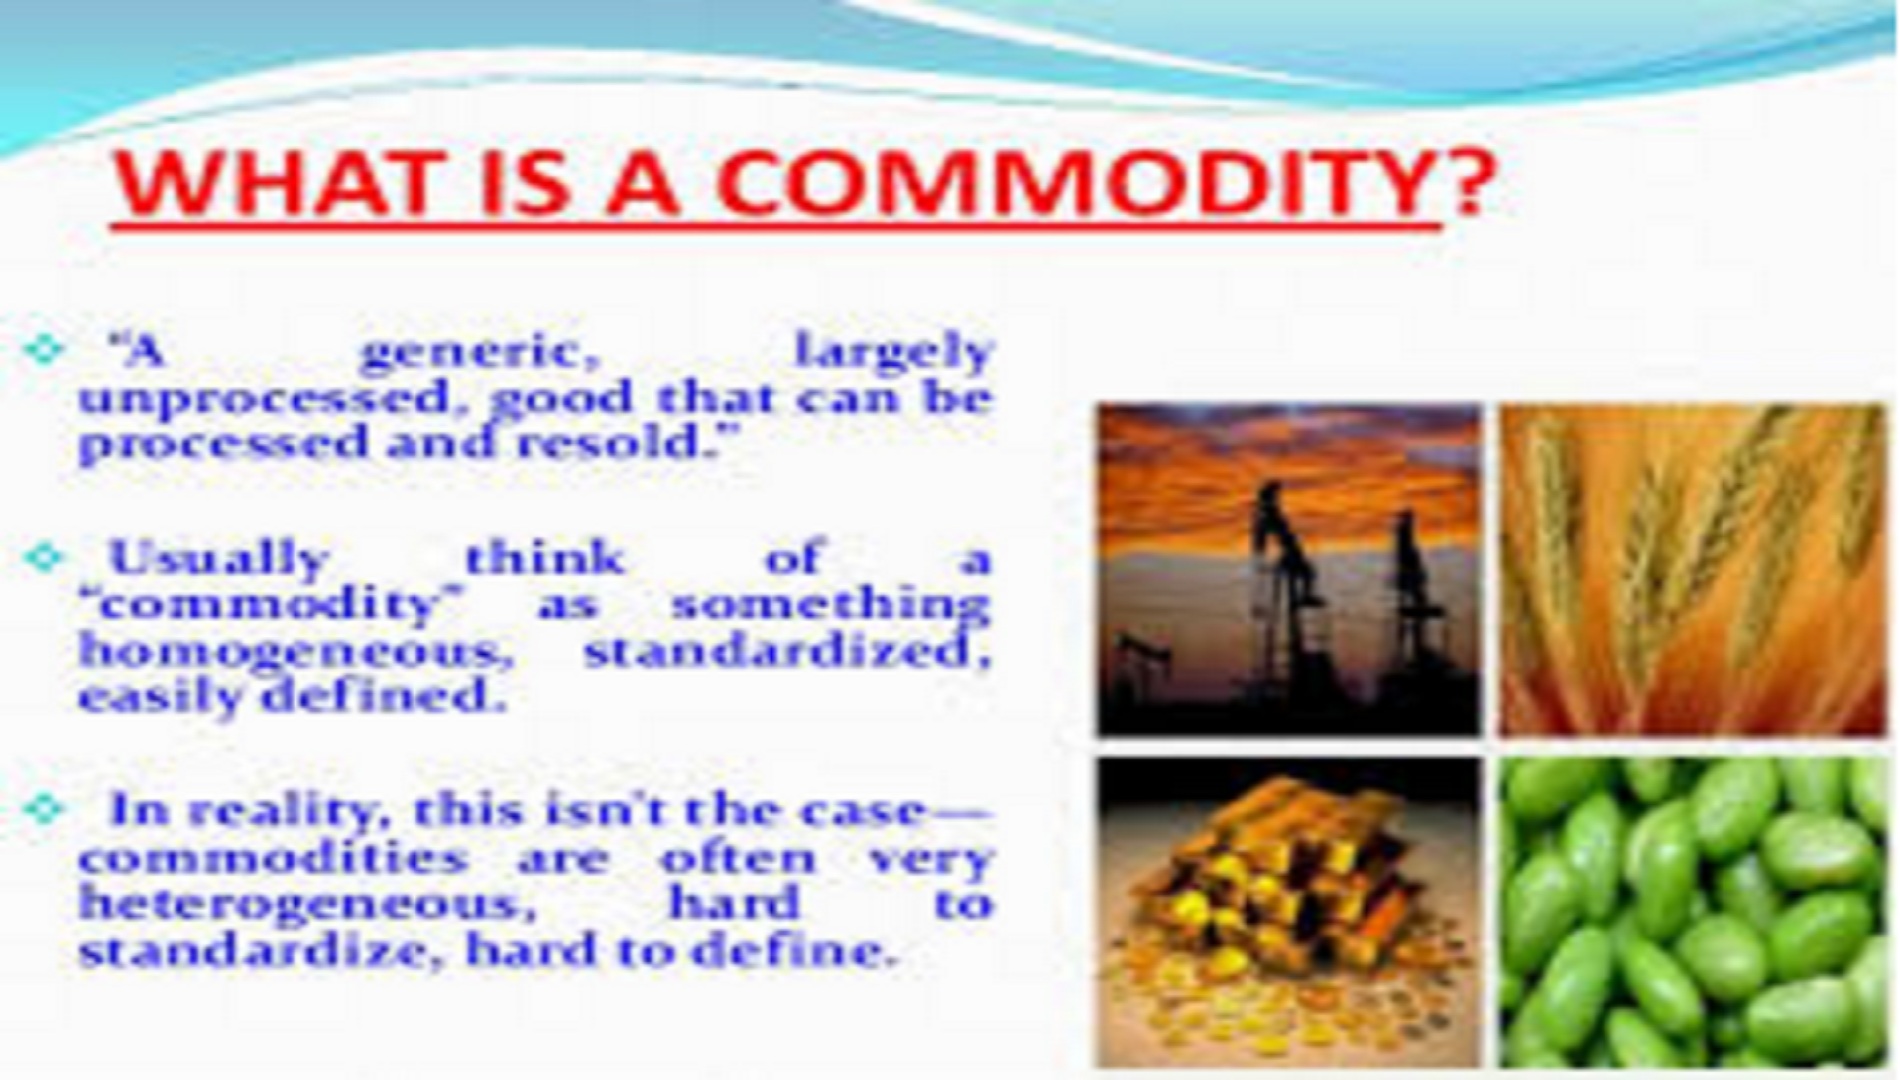 WHAT IS A COMMODITY?
“A generic, largely
unprocessed, good that can be
processed and resold.”
Usually think of a
“commodity” as something
homogeneous, standardized,
easily defined.
In reality, this isn't the case—
commodities are often very
heterogeneous, hard to
standardize, hard to define.